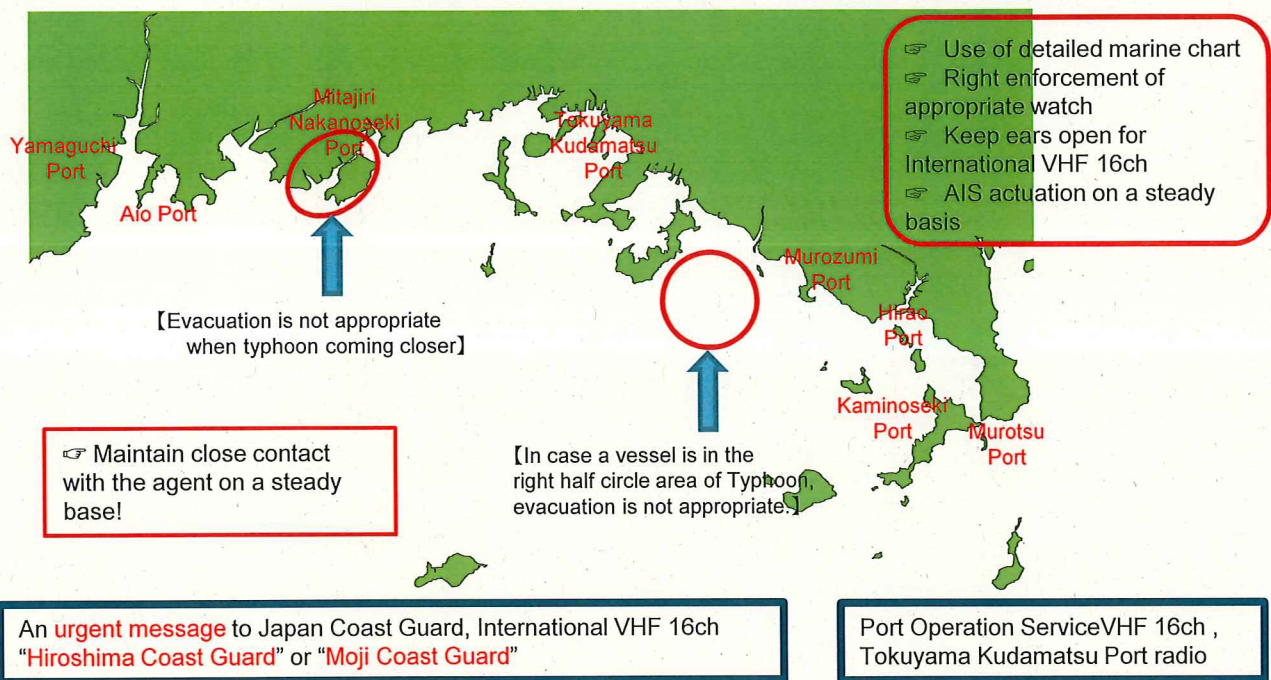 ☞ Use of detailed marine chart
☞ Right enforcement of
appropriate watch
☞ Keep ears open for
International VHF 16ch
☞ AIS actuation on a steady
basis
Mitajiri
Nakanoseki
Port
Tokuyama
Kudamatsu
Port
Yamaguchi
Port
Aio Port
Murozumi
Port
Hirao
Port
【Evacuation is not appropriate
when typhoon coming closer】
Kaminoseki
Port
Murotsu
Port
☞ Maintain close contact
with the agent on a steady
base!
【In case a vessel is in the
right half circle area of Typhoon,
evacuation is not appropriate.】
An urgent message to Japan Coast Guard, International VHF 16ch
“Hiroshima Coast Guard” or “Moji Coast Guard”
Port Operation ServiceVHF 16ch ,
Tokuyama Kudamatsu Port radio